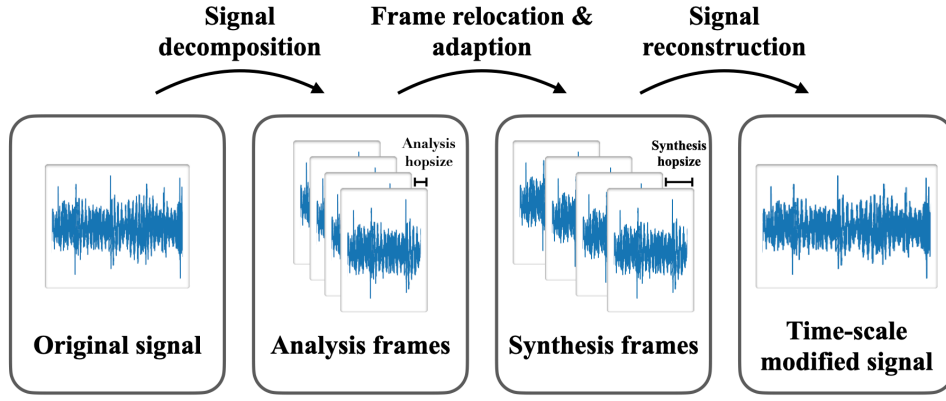 Signal
decomposition
Frame relocation &
adaption
Signal
reconstruction
Analysis
hopsize
Synthesis
hopsize
Original signal
Analysis frames
Synthesis frames
Time-scale
modified signal